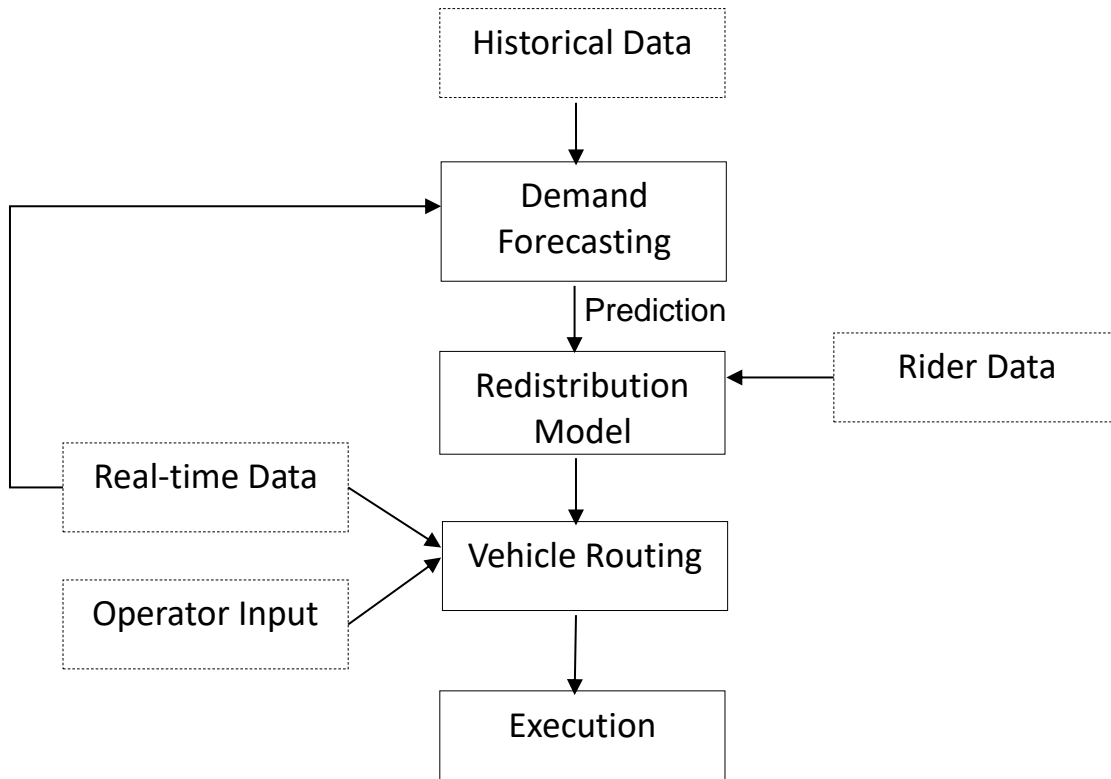 Historical Data
Demand
Forecasting
Prediction
Redistribution
Model
Rider Data
Real-time Data
Vehicle Routing
Operator Input
Execution